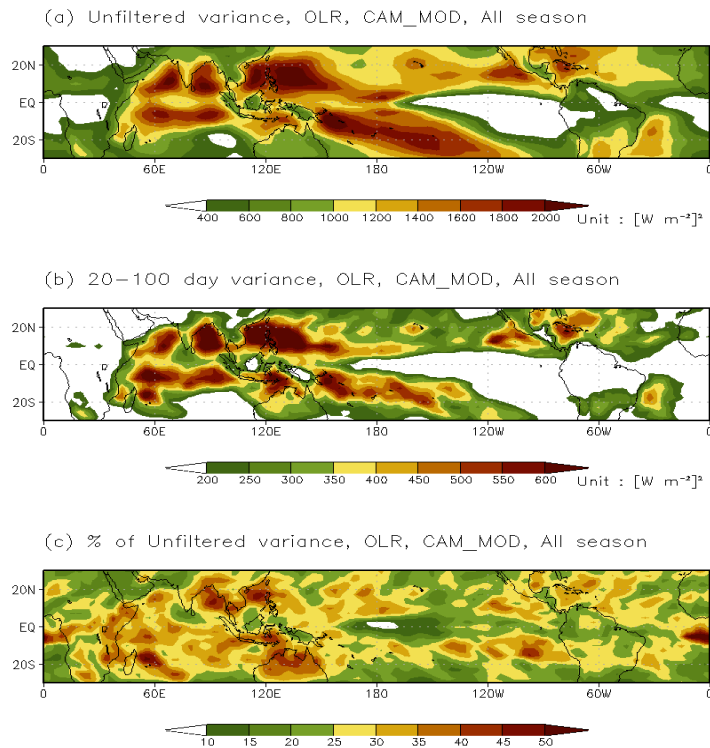 (a) Unfiltered variance, OLR, CAM_MOD, All season
20N
EQ
20S
0 60E 120E 180 120W 60W 0
400 600 800 1000 1200 1400 1600 1800 2000 Unit : [W m⁻²]²
(b) 20-100 day variance, OLR, CAM_MOD, All season
20N
EQ
20S
0 60E 120E 180 120W 60W 0
200 250 300 350 400 450 500 550 600 Unit : [W m⁻²]²
(c) % of Unfiltered variance, OLR, CAM_MOD, All season
20N
EQ
20S
0 60E 120E 180 120W 60W 0
10 15 20 25 30 35 40 45 50